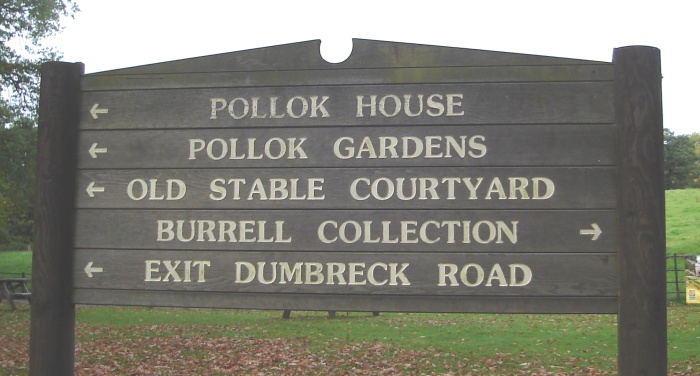 ← POLLOK HOUSE
← POLLOK GARDENS
← OLD STABLE COURTYARD
BURRELL COLLECTION →
← EXIT DUMBRECK ROAD